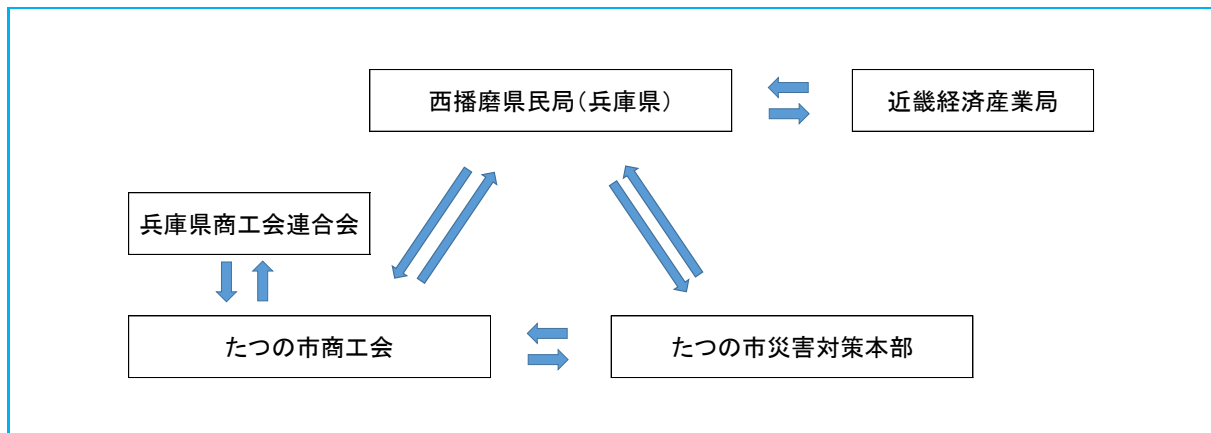 西播磨県民局（兵庫県）
近畿経済産業局
兵庫県商工会連合会
たつの市商工会
たつの市災害対策本部